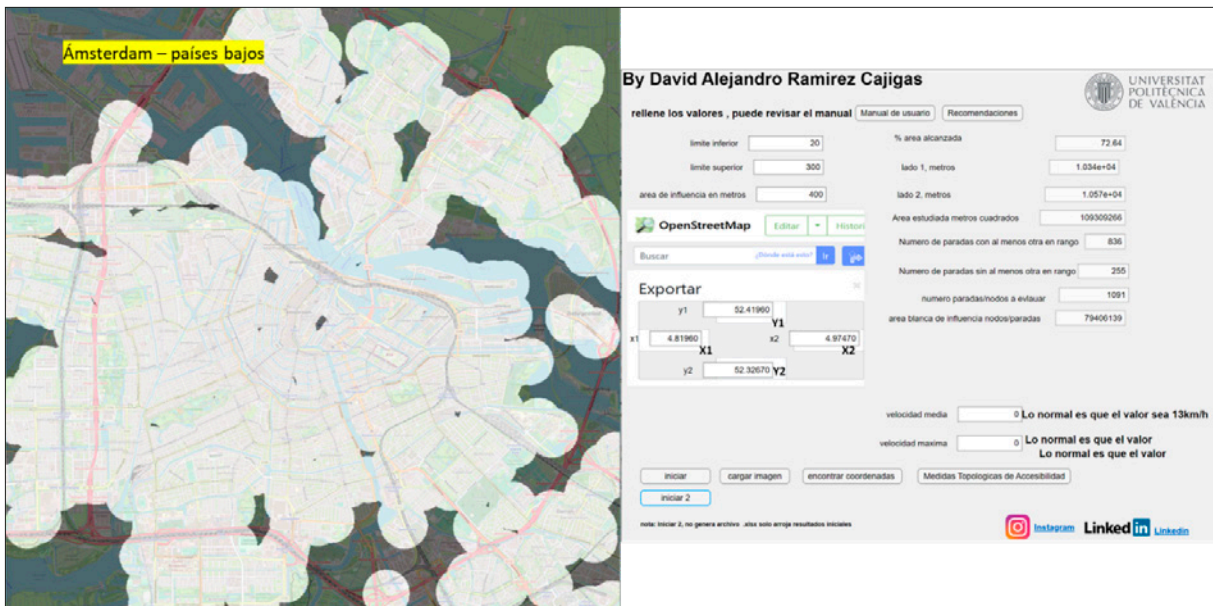 Ámsterdam – países bajos
By David Alejandro Ramirez Cajigas
UNIVERSITAT
POLITÈCNICA
DE VALÈNCIA
rellene los valores , puede revisar el manual
Manual de usuario
Recomendaciones
limite inferior 20
limite superior 300
area de influencia en metros 400
% area alcanzada 72.64
lado 1, metros 1.034e+04
lado 2, metros 1.057e+04
Area estudiada metros cuadrados 109309266
Numero de paradas con al menos otra en rango 836
Numero de paradas sin al menos otra en rango 255
numero paradas/nodos a evlauar 1091
area blanca de influencia nodos/paradas 79406139
OpenStreetMap
Editar
Histori
Buscar
¿Dónde está esto?
Ir
Exportar
y1 52.41960
Y1
x1 4.81960
X1
x2 4.97470
X2
y2 52.32670 Y2
velocidad media 0 Lo normal es que el valor sea 13km/h
velocidad maxima 0 Lo normal es que el valor
Lo normal es que el valor
iniciar
cargar imagen
encontrar coordenadas
Medidas Topologicas de Accesibilidad
iniciar 2
nota: iniciar 2, no genera archivo .xlsx solo arroja resultados iniciales
Instagram
Linked in
Linkedin